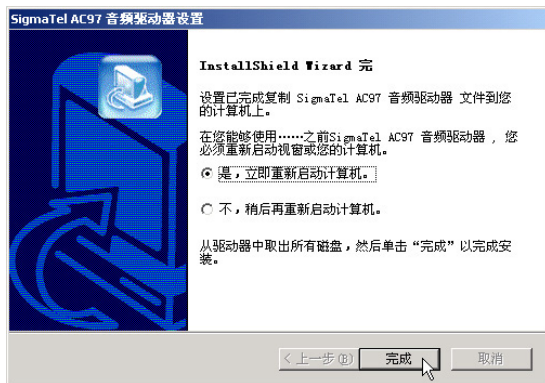 SigmaTel AC97 音频驱动器设置
InstallShield Wizard 完
设置已完成复制 SigmaTel AC97 音频驱动器 文件到您
的计算机上。
在您能够使用……之前SigmaTel AC97 音频驱动器 , 您
必须重新启动视窗或您的计算机。
是，立即重新启动计算机。
不，稍后再重新启动计算机。
从驱动器中取出所有磁盘，然后单击“完成”以完成安
装。
< 上一步(B)
完成
取消